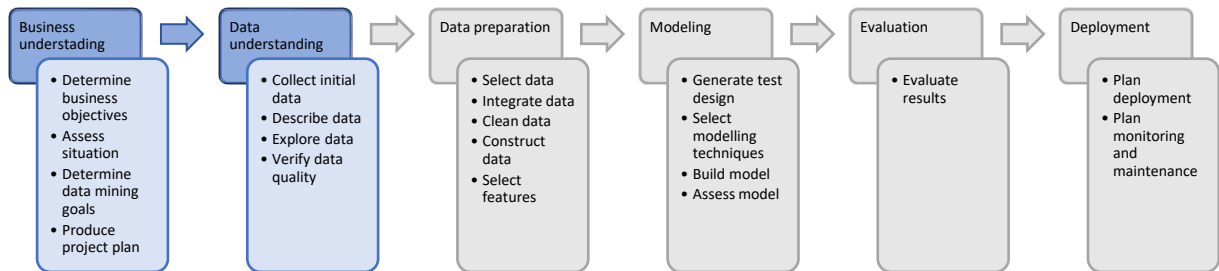 Business
understading
• Determine
business
objectives
• Assess
situation
• Determine
data mining
goals
• Produce
project plan
Data
understanding
• Collect initial
data
• Describe data
• Explore data
• Verify data
quality
Data preparation
• Select data
• Integrate data
• Clean data
• Construct
data
• Select
features
Modeling
• Generate test
design
• Select
modelling
techniques
• Build model
• Assess model
Evaluation
• Evaluate
results
Deployment
• Plan
deployment
• Plan
monitoring
and
maintenance